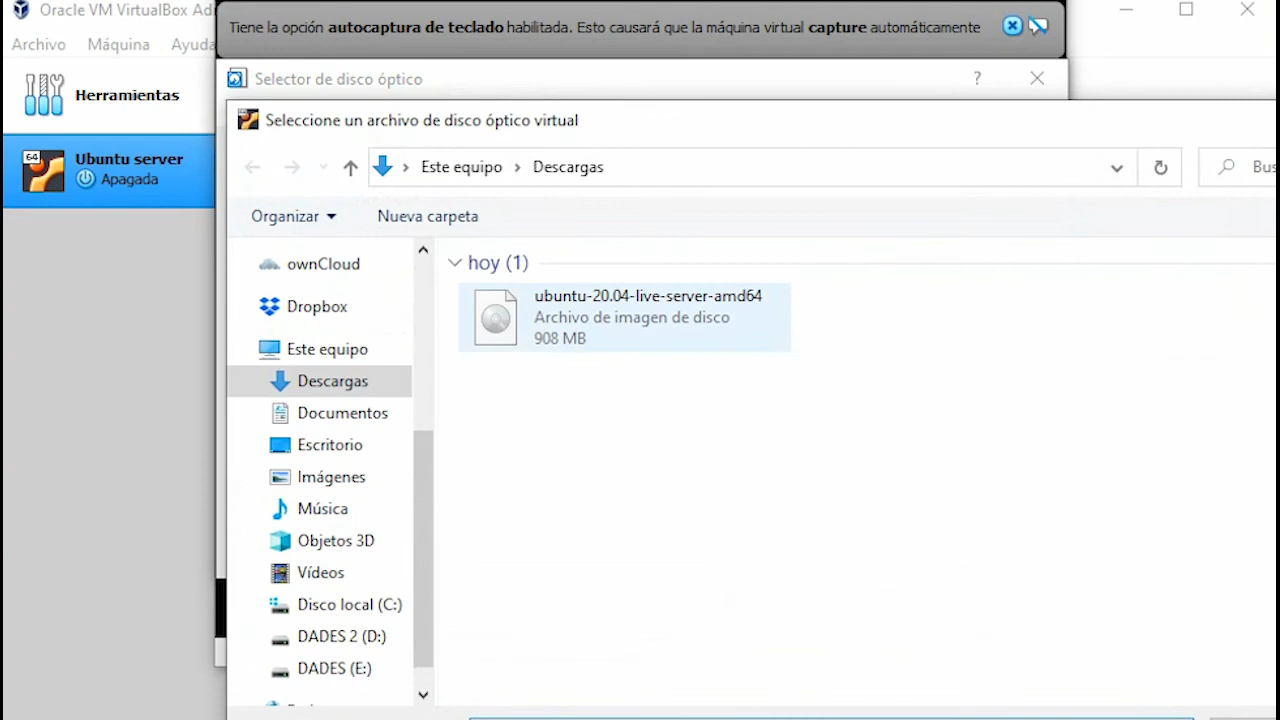 Oracle VM VirtualBox Ad
Archivo Máquina Ayuda
Herramientas
64
Ubuntu server
Apagada
Tiene la opción autocaptura de teclado habilitada. Esto causará que la máquina virtual capture automáticamente
Selector de disco óptico
?
Seleccione un archivo de disco óptico virtual
Este equipo › Descargas
Bus
Organizar
Nueva carpeta
ownCloud
Dropbox
Este equipo
Descargas
Documentos
Escritorio
Imágenes
Música
Objetos 3D
Vídeos
Disco local (C:)
DADES 2 (D:)
DADES (E:)
hoy (1)
ubuntu-20.04-live-server-amd64
Archivo de imagen de disco
908 MB